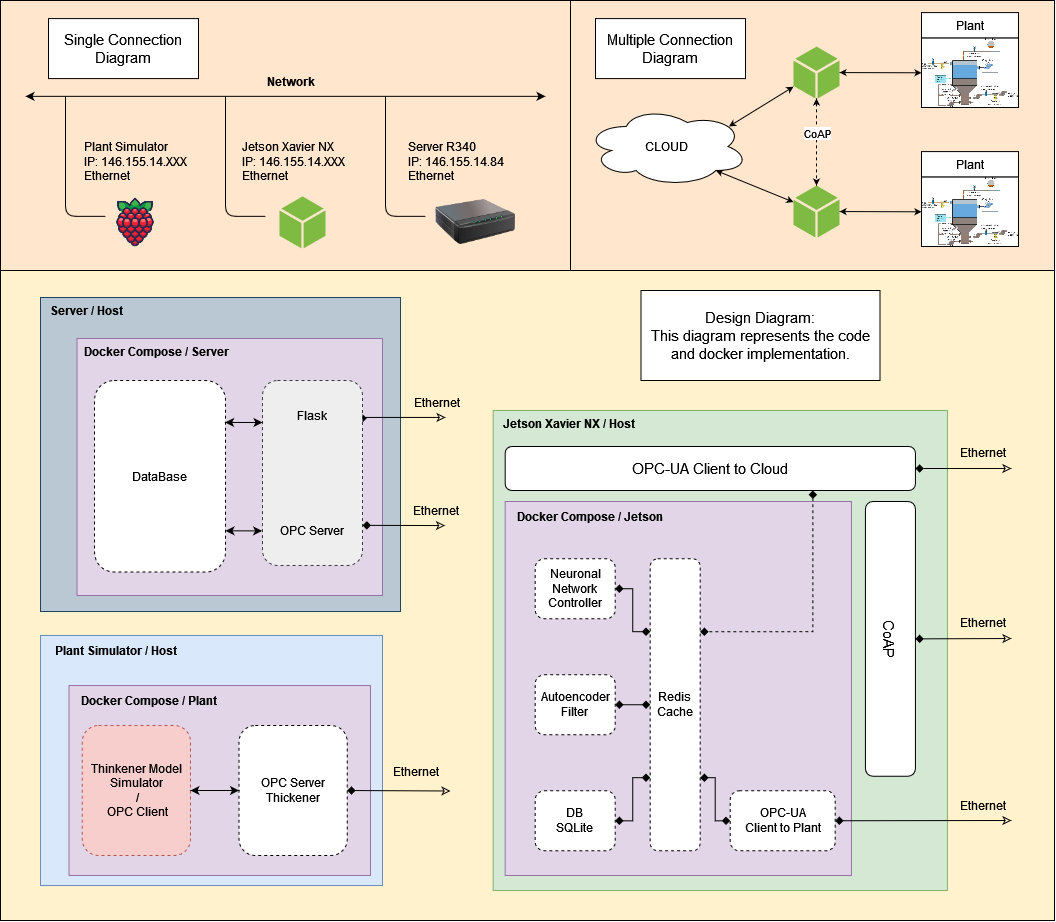 Single Connection
Diagram
Network
Plant Simulator
IP: 146.155.14.XXX
Ethernet
Jetson Xavier NX
IP: 146.155.14.XXX
Ethernet
Server R340
IP: 146.155.14.84
Ethernet
Multiple Connection
Diagram
CLOUD
CoAP
Plant
Plant
Design Diagram:
This diagram represents the code
and docker implementation.
Server / Host
Docker Compose / Server
DataBase
Flask
OPC Server
Ethernet
Ethernet
Plant Simulator / Host
Docker Compose / Plant
Thinkener Model
Simulator
/
OPC Client
OPC Server
Thickener
Ethernet
Jetson Xavier NX / Host
OPC-UA Client to Cloud
Ethernet
Docker Compose / Jetson
Neuronal
Network
Controller
Autoencoder
Filter
DB
SQLite
Redis
Cache
OPC-UA
Client to Plant
CoAP
Ethernet
Ethernet